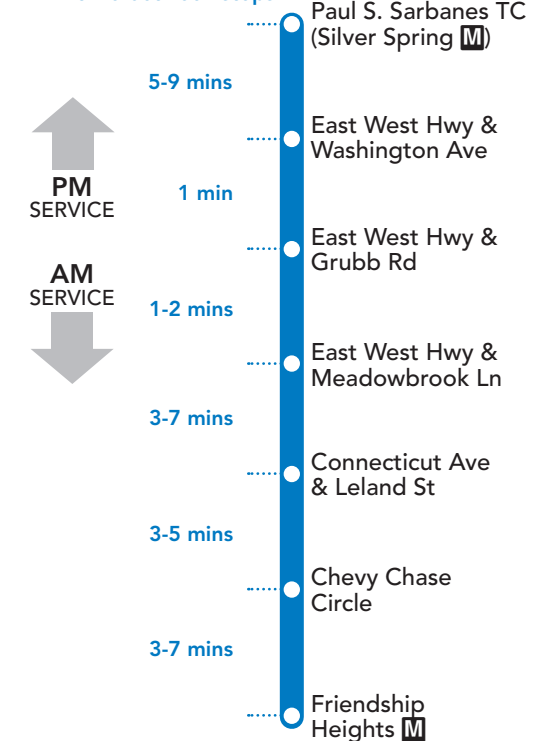 Paul S. Sarbanes TC
(Silver Spring M)
5-9 mins
East West Hwy &
Washington Ave
PM
SERVICE
1 min
East West Hwy &
Grubb Rd
AM
SERVICE
1-2 mins
East West Hwy &
Meadowbrook Ln
3-7 mins
Connecticut Ave
& Leland St
3-5 mins
Chevy Chase
Circle
3-7 mins
Friendship
Heights M